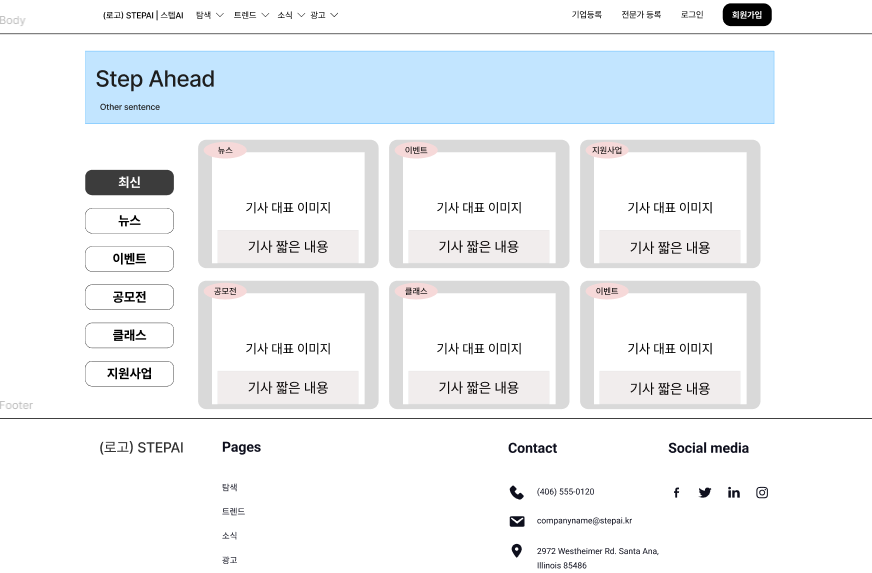 Body
(로고) STEPAI | 스텝AI 탐색 트렌드 소식 광고 기업등록 전문가 등록 로그인 회원가입
Step Ahead
Other sentence
최신
뉴스
이벤트
공모전
클래스
지원사업
뉴스
기사 대표 이미지
기사 짧은 내용
이벤트
기사 대표 이미지
기사 짧은 내용
지원사업
기사 대표 이미지
기사 짧은 내용
공모전
기사 대표 이미지
기사 짧은 내용
클래스
기사 대표 이미지
기사 짧은 내용
이벤트
기사 대표 이미지
기사 짧은 내용
Footer
(로고) STEPAI
Pages
탐색
트렌드
소식
광고
Contact
(406) 555-0120
companyname@stepai.kr
2972 Westheimer Rd. Santa Ana,
Illinois 85486
Social media